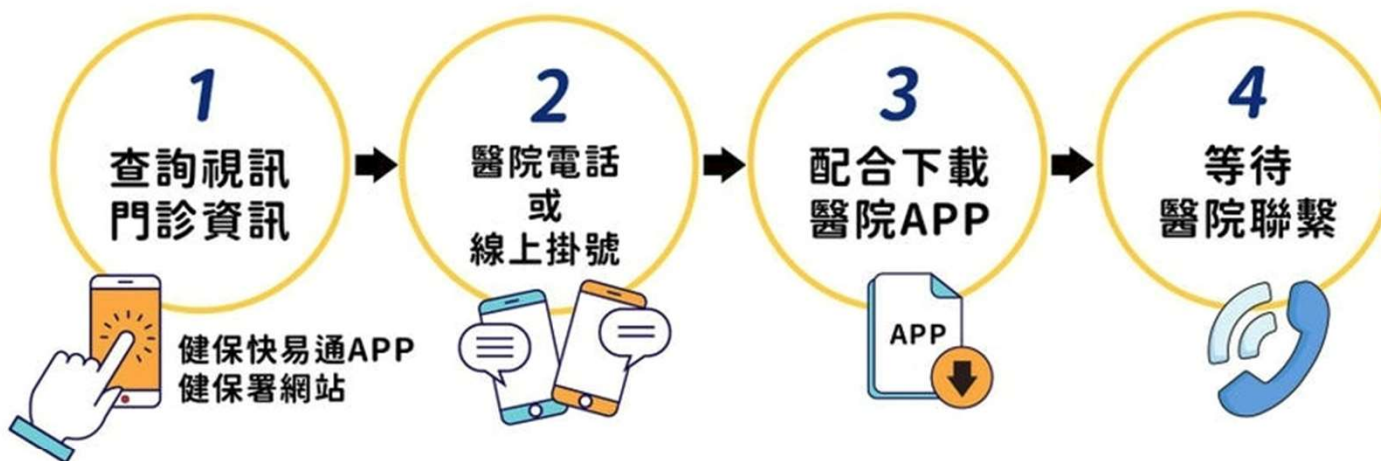 1
查詢視訊
門診資訊
健保快易通APP
健保署網站
2
醫院電話
或
線上掛號
3
配合下載
醫院APP
APP
4
等待
醫院聯繫